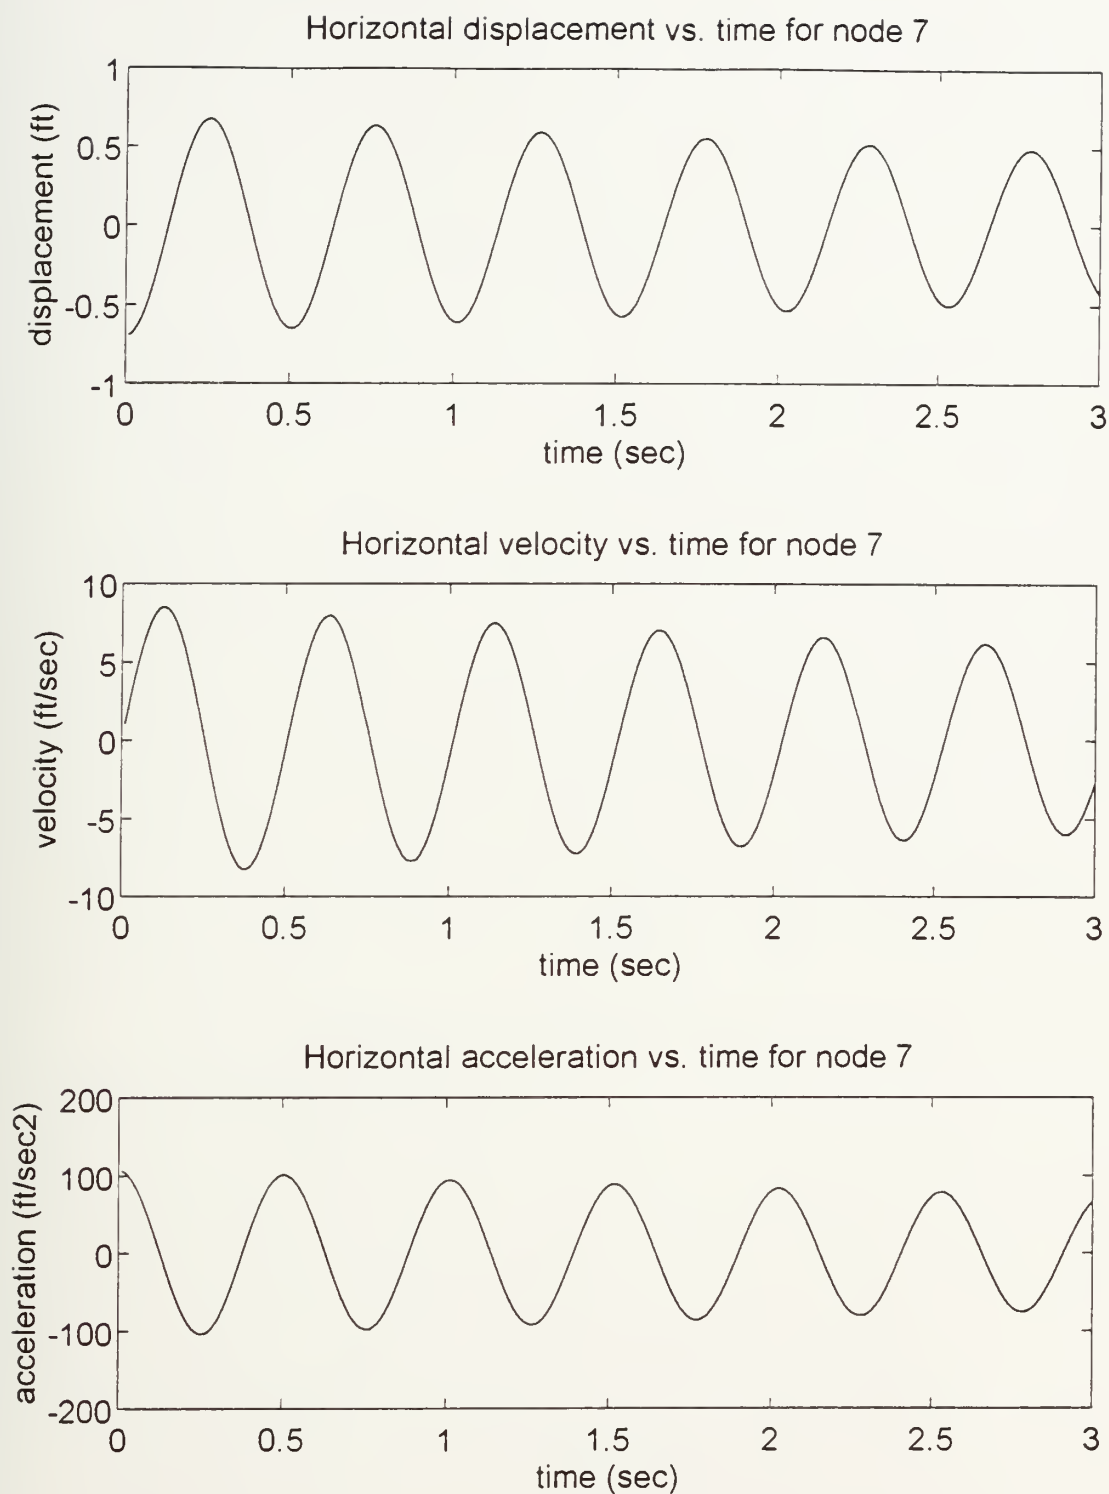 Horizontal displacement vs. time for node 7
displacement (ft)
1
0.5
0
-0.5
-1
0 0.5 1 1.5 2 2.5 3
time (sec)
Horizontal velocity vs. time for node 7
velocity (ft/sec)
10
5
0
-5
-10
0 0.5 1 1.5 2 2.5 3
time (sec)
Horizontal acceleration vs. time for node 7
acceleration (ft/sec2)
200
100
0
-100
-200
0 0.5 1 1.5 2 2.5 3
time (sec)